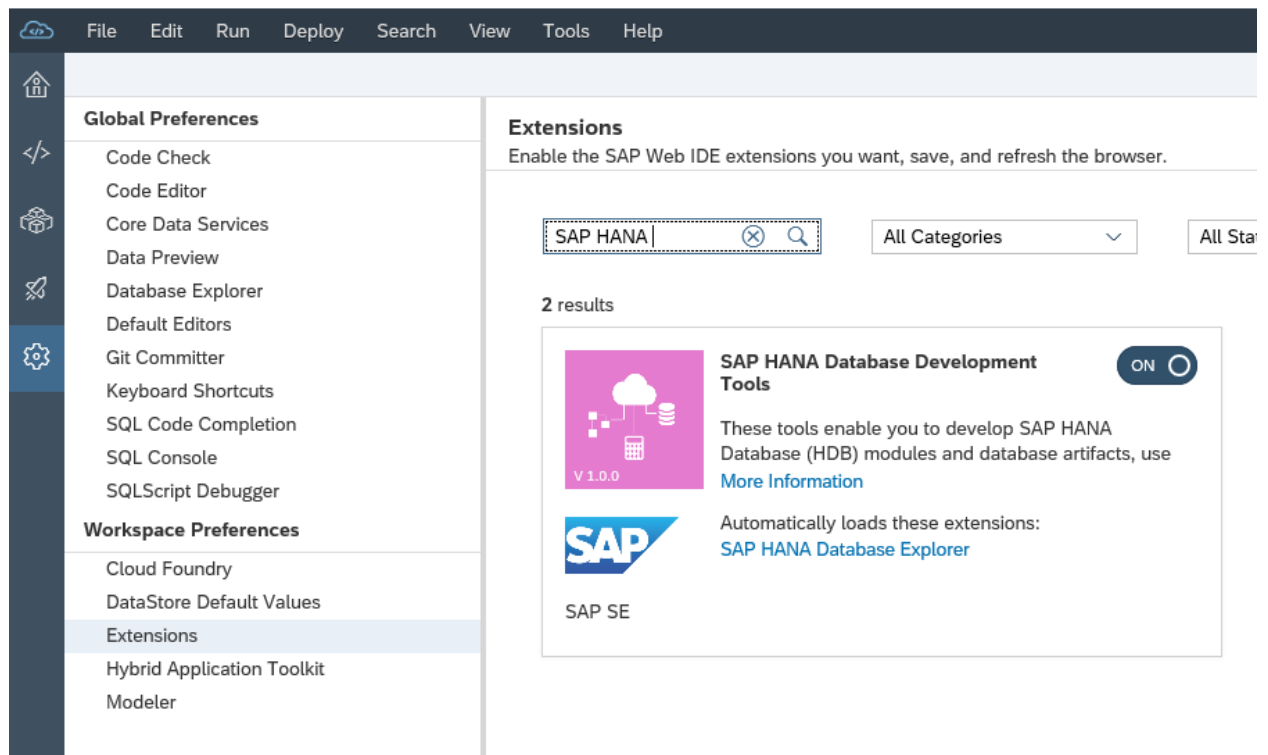 File Edit Run Deploy Search View Tools Help
Global Preferences
Code Check
Code Editor
Core Data Services
Data Preview
Database Explorer
Default Editors
Git Committer
Keyboard Shortcuts
SQL Code Completion
SQL Console
SQLScript Debugger
Workspace Preferences
Cloud Foundry
DataStore Default Values
Extensions
Hybrid Application Toolkit
Modeler
Extensions
Enable the SAP Web IDE extensions you want, save, and refresh the browser.
SAP HANA All Categories All Sta
2 results
SAP HANA Database Development
Tools
ON
These tools enable you to develop SAP HANA
Database (HDB) modules and database artifacts, use
More Information
V 1.0.0
SAP
Automatically loads these extensions:
SAP HANA Database Explorer
SAP SE